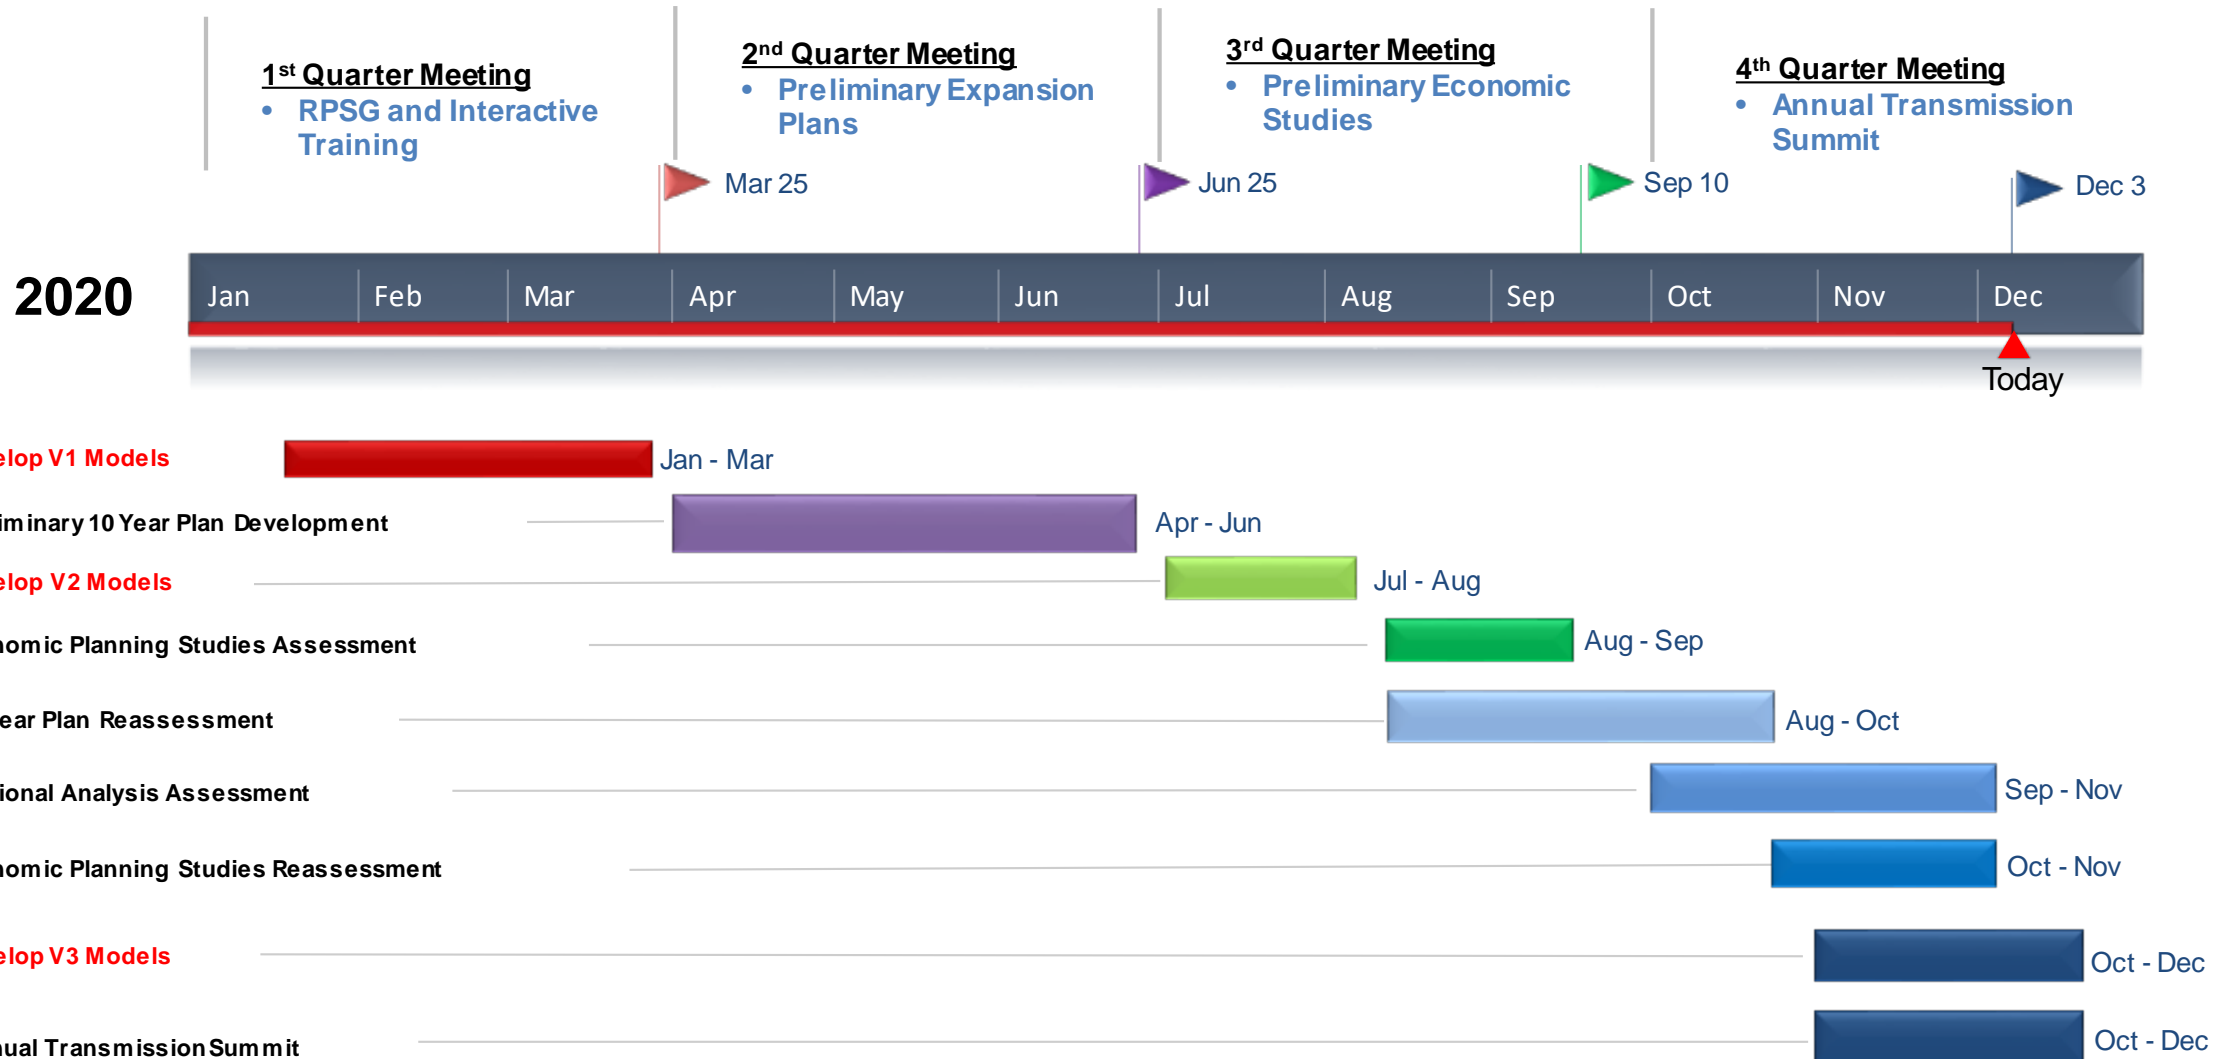 1st Quarter Meeting
• RPSG and Interactive
Training
2nd Quarter Meeting
• Preliminary Expansion
Plans
3rd Quarter Meeting
• Preliminary Economic
Studies
4th Quarter Meeting
• Annual Transmission
Summit
Mar 25
Jun 25
Sep 10
Dec 3
2020
Jan Feb Mar Apr May Jun Jul Aug Sep Oct Nov Dec
Today
elop V1 Models Jan - Mar
iminary 10 Year Plan Development Apr - Jun
elop V2 Models Jul - Aug
nomic Planning Studies Assessment Aug - Sep
ear Plan Reassessment Aug - Oct
ional Analysis Assessment Sep - Nov
nomic Planning Studies Reassessment Oct - Nov
elop V3 Models Oct - Dec
nual Transmission Summit Oct - Dec